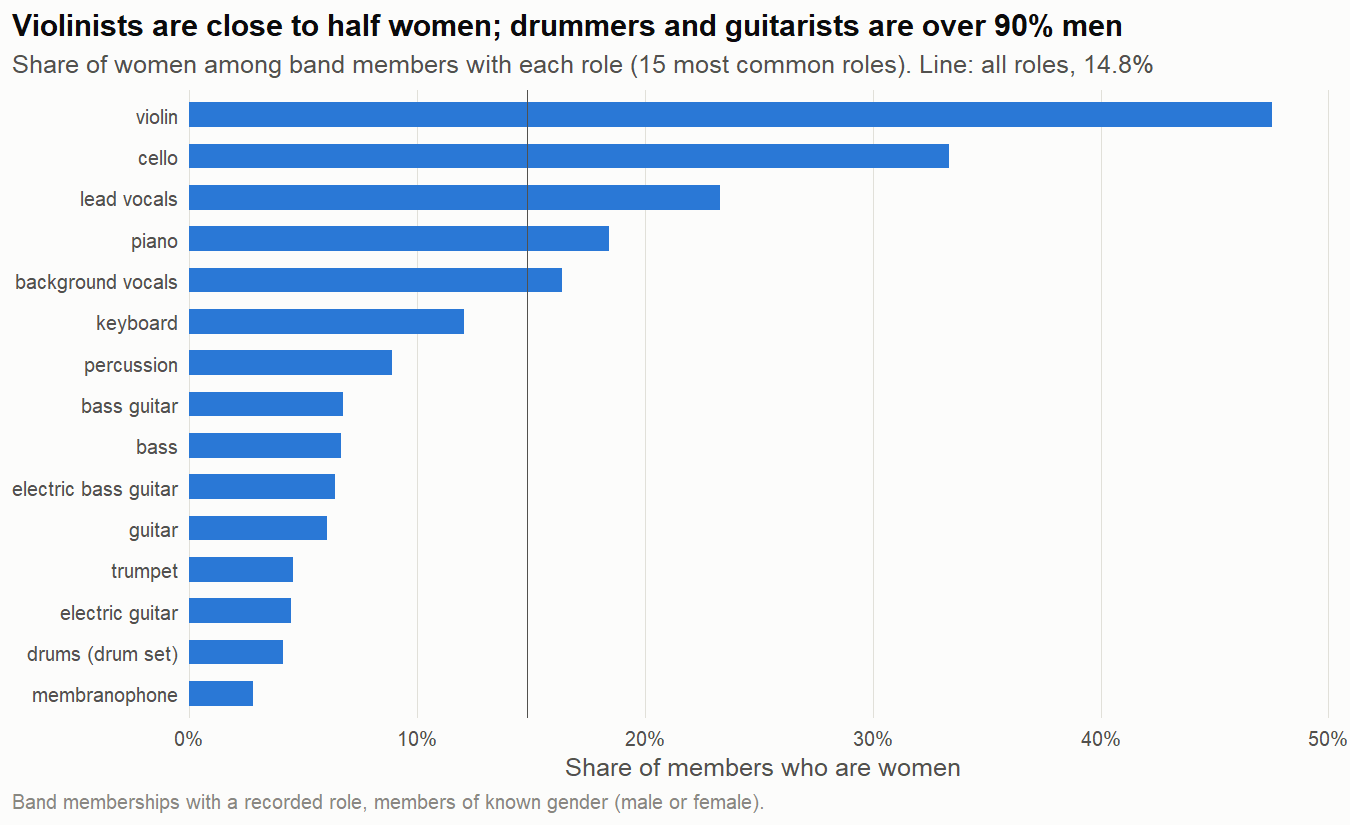 Violinists are close to half women; drummers and guitarists are over 90% men
Share of women among band members with each role (15 most common roles). Line: all roles, 14.8%
violin
cello
lead vocals
piano
background vocals
keyboard
percussion
bass guitar
bass
electric bass guitar
guitar
trumpet
electric guitar
drums (drum set)
membranophone
0% 10% 20% 30% 40% 50%
Share of members who are women
Band memberships with a recorded role, members of known gender (male or female).